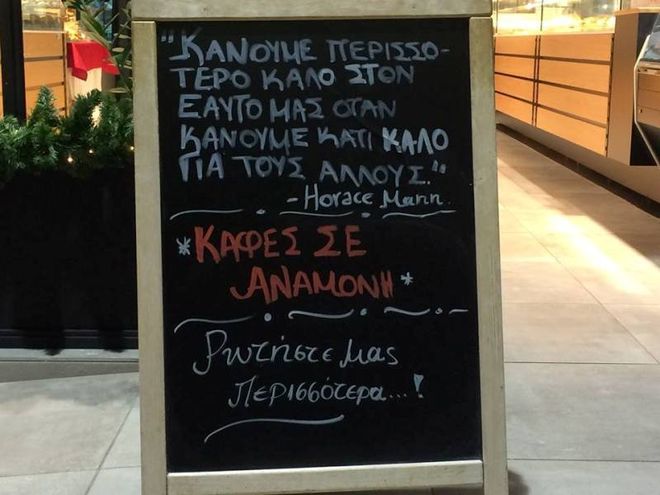 "ΚΑΝΟΥΜΕ ΠΕΡΙΣΣΟ-
ΤΕΡΟ ΚΑΛΟ ΣΤΟΝ
ΕΑΥΤΟ ΜΑΣ ΟΤΑΝ
ΚΑΝΟΥΜΕ ΚΑΤΙ ΚΑΛΟ
ΓΙΑ ΤΟΥΣ ΑΛΛΟΥΣ."
- Horace Mann.
*ΚΑΦΕΣ ΣΕ
ΑΝΑΜΟΝΗ*
Ρωτήστε μας
περισσότερα...!